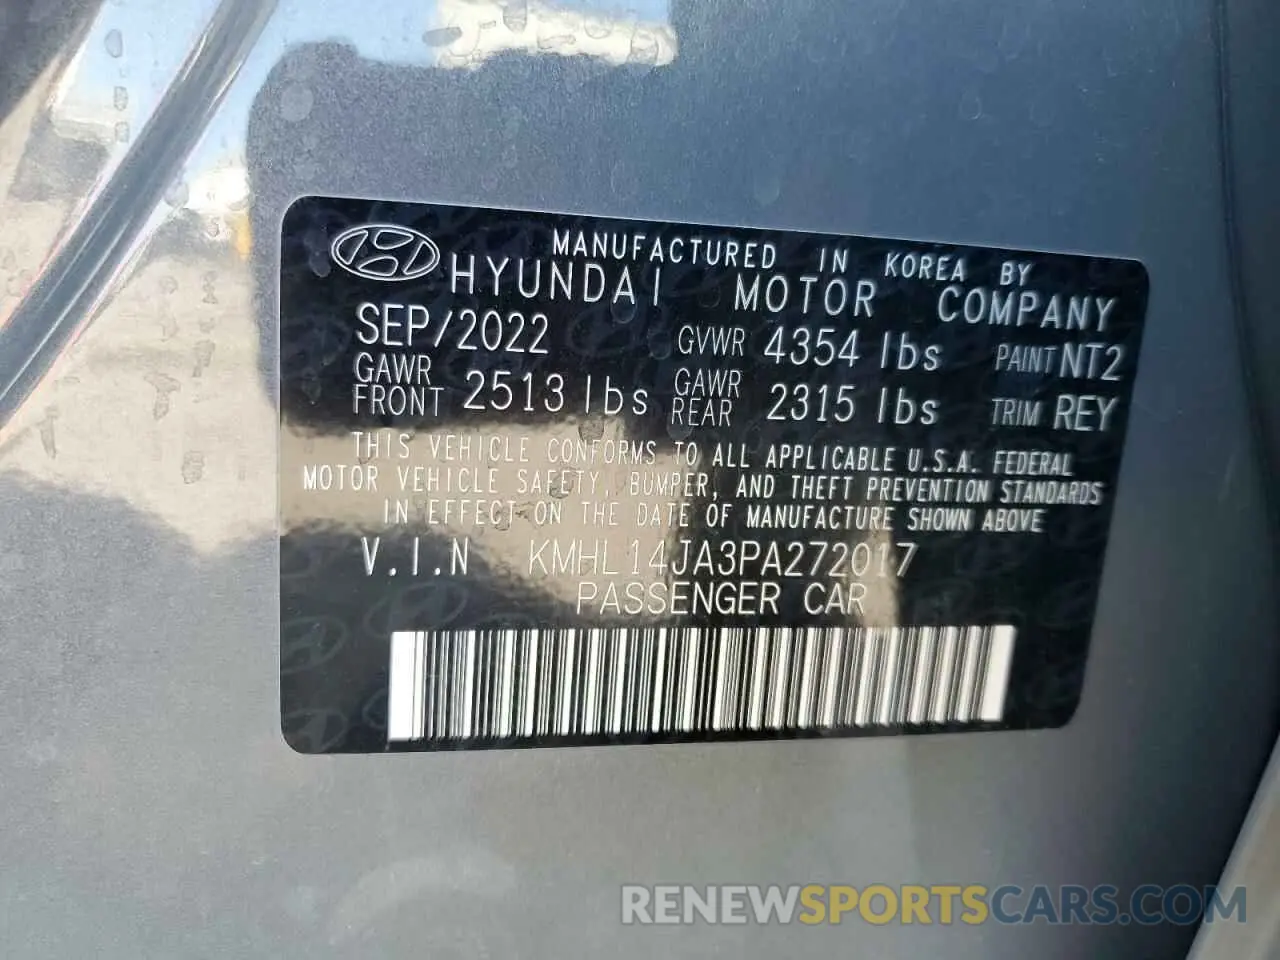 MANUFACTURED IN KOREA BY
HYUNDAI MOTOR COMPANY
SEP/2022 GVWR 4354 lbs PAINT NT2
GAWR FRONT 2513 lbs GAWR REAR 2315 lbs TRIM REY
THIS VEHICLE CONFORMS TO ALL APPLICABLE U.S.A. FEDERAL
MOTOR VEHICLE SAFETY, BUMPER, AND THEFT PREVENTION STANDARDS
IN EFFECT ON THE DATE OF MANUFACTURE SHOWN ABOVE
V.I.N KMHL14JA3PA272017
PASSENGER CAR
RENEWSPORTSCARS.COM